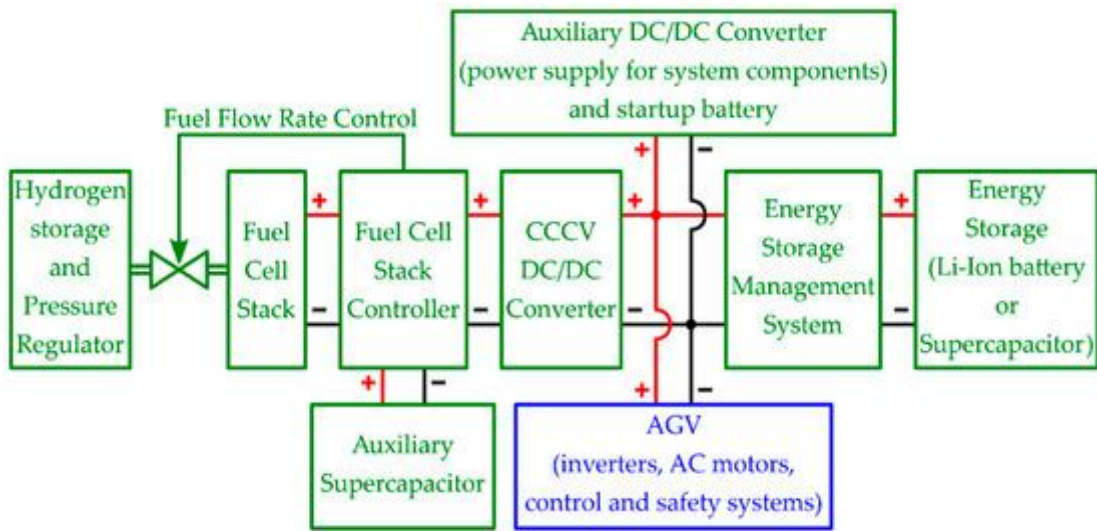 Auxiliary DC/DC Converter
(power supply for system components)
and startup battery
Fuel Flow Rate Control
+
−
Hydrogen
storage
and
Pressure
Regulator
+
Fuel
Cell
Stack
−
Fuel Cell
Stack
Controller
+
−
CCCV
DC/DC
Converter
+
−
Energy
Storage
Management
System
+
−
Energy
Storage
(Li-Ion battery
or
Supercapacitor)
+
−
Auxiliary
Supercapacitor
+
−
AGV
(inverters, AC motors,
control and safety systems)